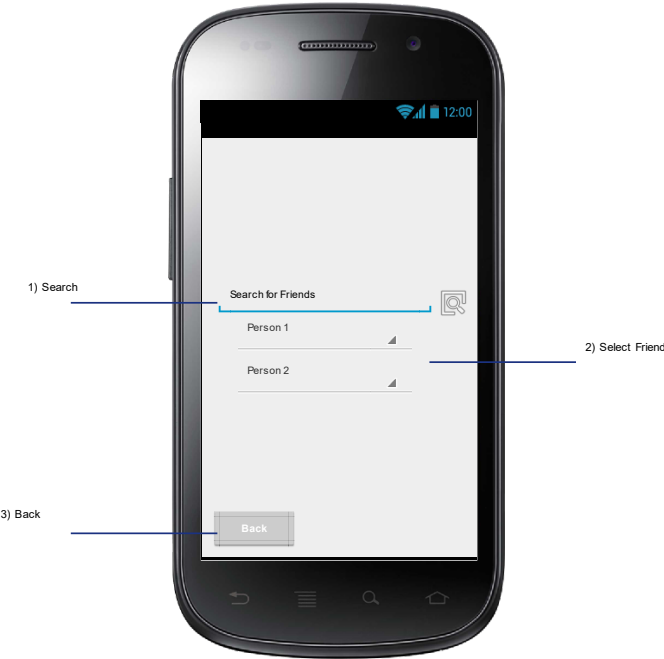 12:00
1) Search
Search for Friends
Person 1
2) Select Friend
Person 2
3) Back
Back